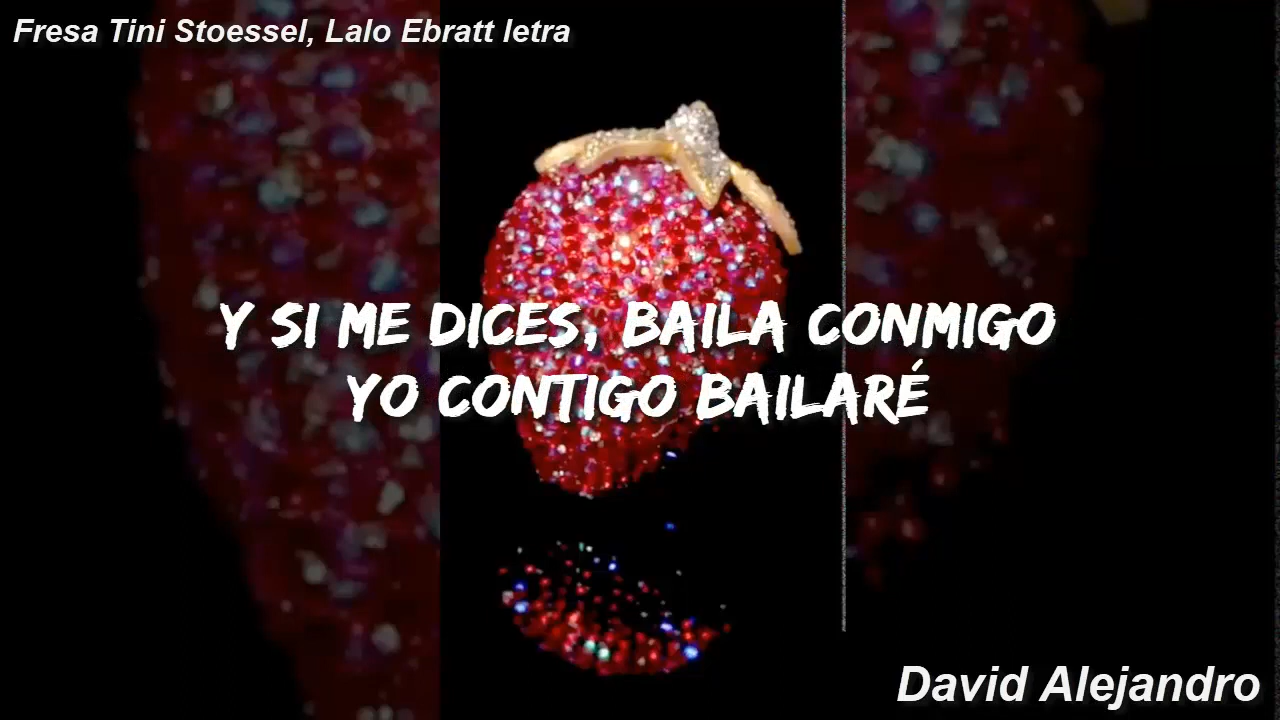 Fresa Tini Stoessel, Lalo Ebratt letra
Y SI ME DICES, BAILA CONMIGO
YO CONTIGO BAILARÉ
David Alejandro